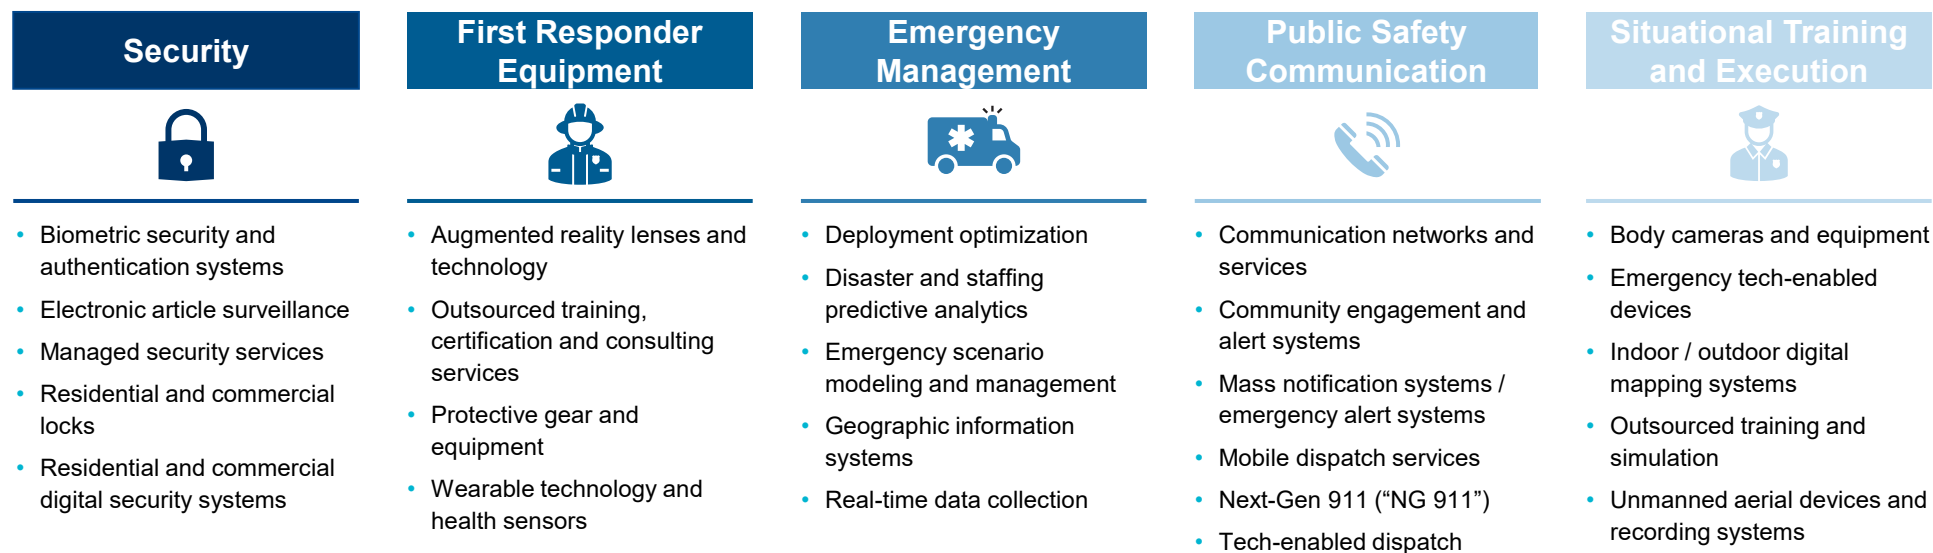 Security
• Biometric security and
authentication systems
• Electronic article surveillance
• Managed security services
• Residential and commercial
locks
• Residential and commercial
digital security systems
First Responder
Equipment
• Augmented reality lenses and
technology
• Outsourced training,
certification and consulting
services
• Protective gear and
equipment
• Wearable technology and
health sensors
Emergency
Management
• Deployment optimization
• Disaster and staffing
predictive analytics
• Emergency scenario
modeling and management
• Geographic information
systems
• Real-time data collection
Public Safety
Communication
• Communication networks and
services
• Community engagement and
alert systems
• Mass notification systems /
emergency alert systems
• Mobile dispatch services
• Next-Gen 911 (“NG 911”)
• Tech-enabled dispatch
Situational Training
and Execution
• Body cameras and equipment
• Emergency tech-enabled
devices
• Indoor / outdoor digital
mapping systems
• Outsourced training and
simulation
• Unmanned aerial devices and
recording systems